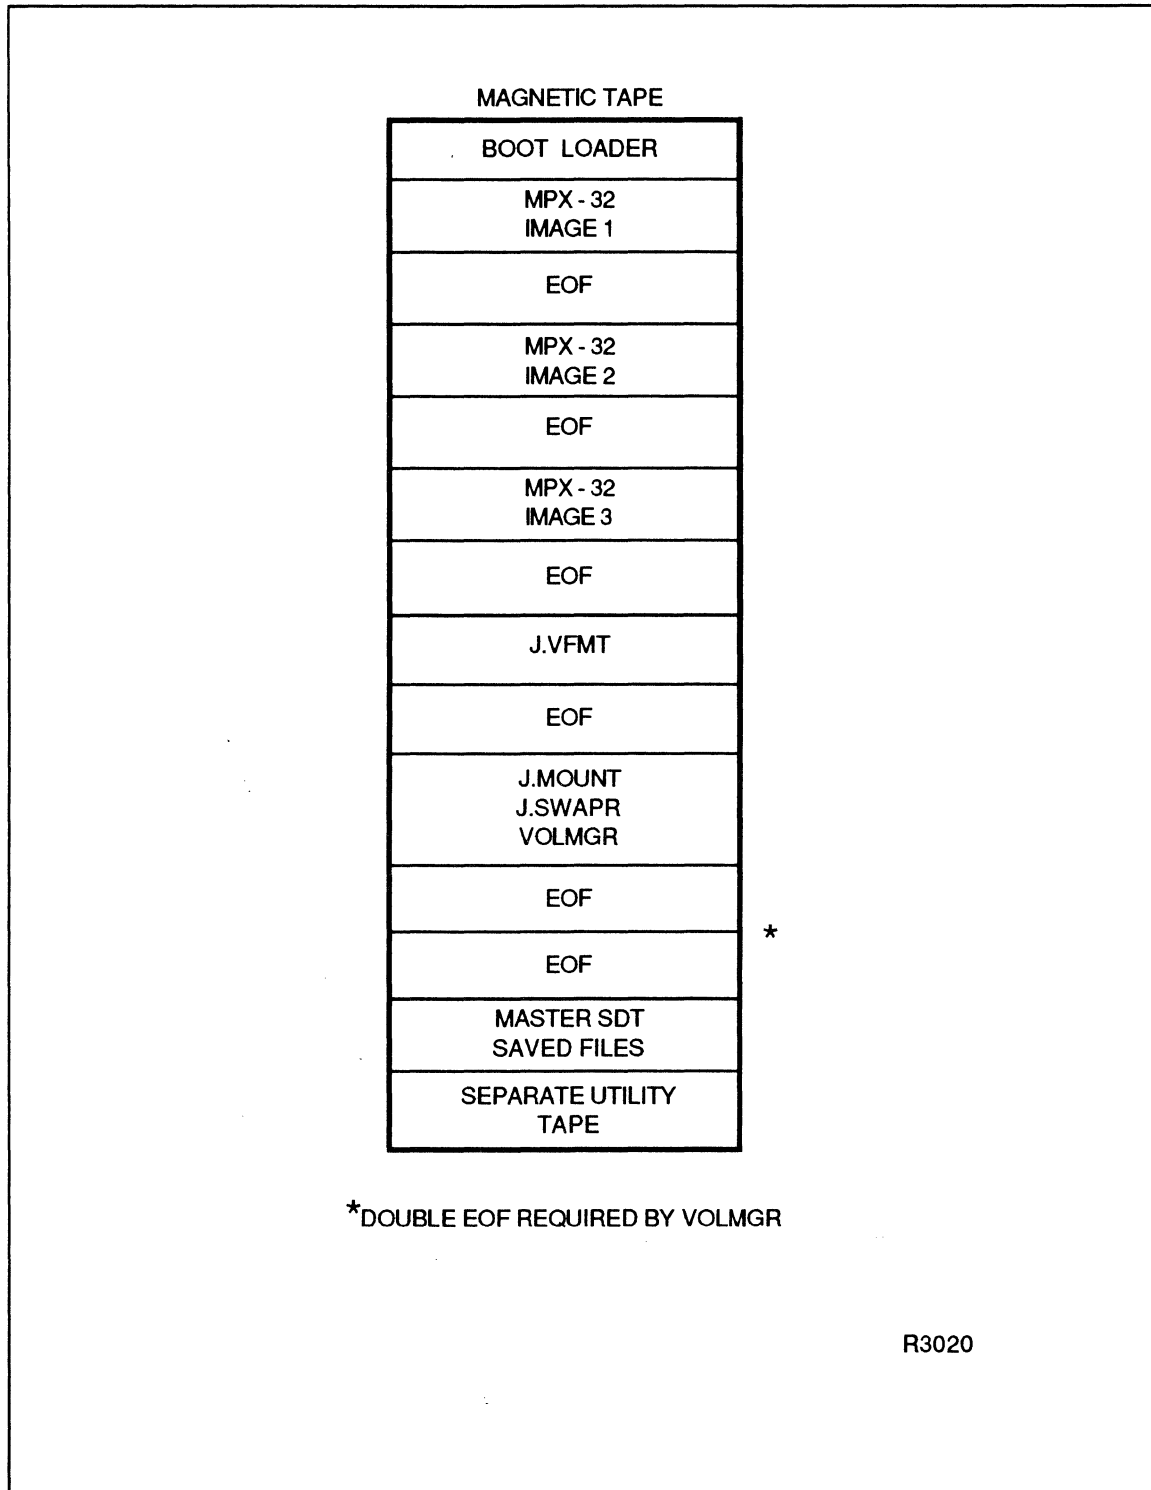 MAGNETIC TAPE
BOOT LOADER
MPX - 32
IMAGE 1
EOF
MPX - 32
IMAGE 2
EOF
MPX - 32
IMAGE 3
EOF
J.VFMT
EOF
J.MOUNT
J.SWAPR
VOLMGR
EOF
*
EOF
MASTER SDT
SAVED FILES
SEPARATE UTILITY
TAPE
*DOUBLE EOF REQUIRED BY VOLMGR
R3020